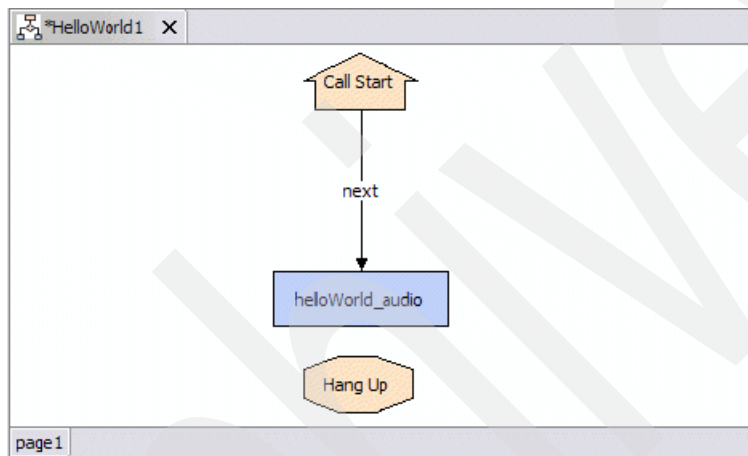 *HelloWorld1 X
Call Start
next
helloWorld_audio
Hang Up
page1